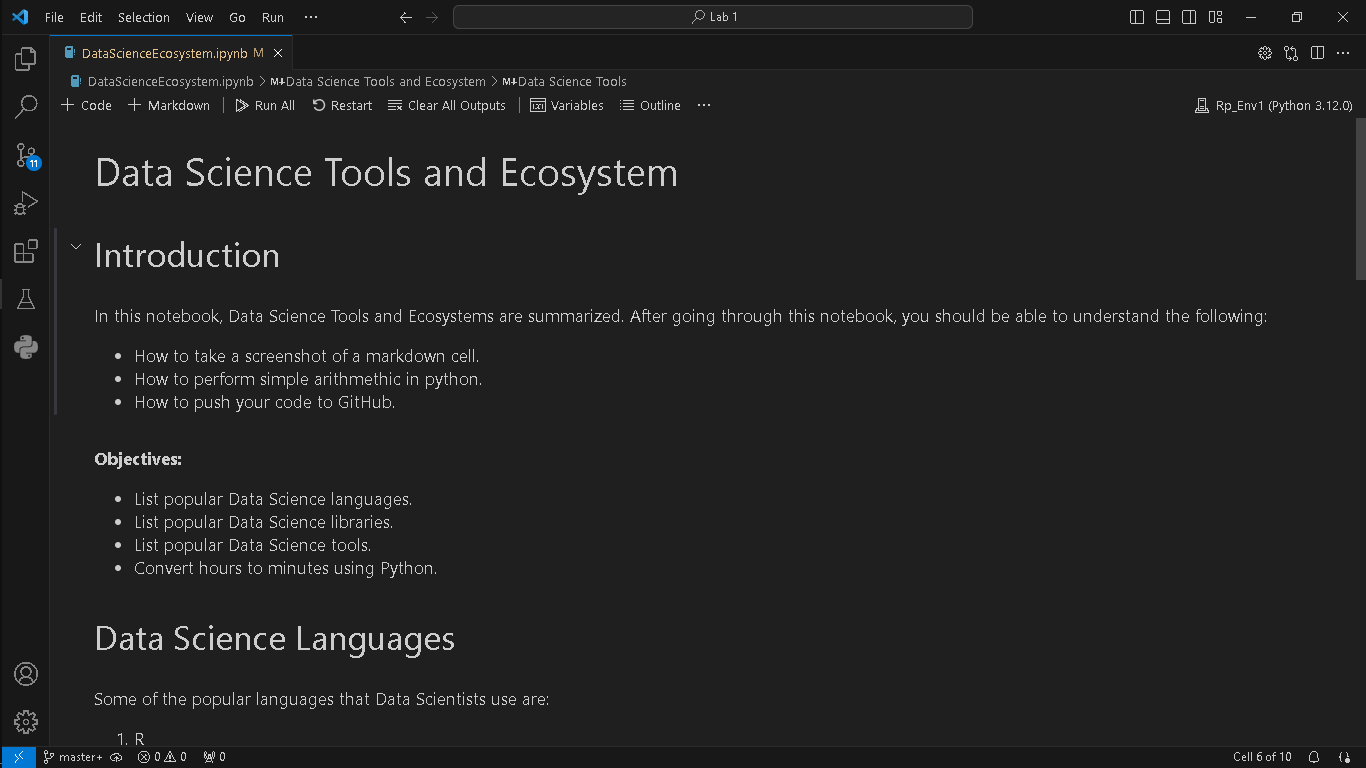 File Edit Selection View Go Run ···
Lab 1
DataScienceEcosystem.ipynb M
DataScienceEcosystem.ipynb > M↓Data Science Tools and Ecosystem > M↓Data Science Tools
+ Code + Markdown | Run All Restart Clear All Outputs | Variables Outline ···
Rp_Env1 (Python 3.12.0)
11
Data Science Tools and Ecosystem
Introduction
In this notebook, Data Science Tools and Ecosystems are summarized. After going through this notebook, you should be able to understand the following:
• How to take a screenshot of a markdown cell.
• How to perform simple arithmethic in python.
• How to push your code to GitHub.
Objectives:
• List popular Data Science languages.
• List popular Data Science libraries.
• List popular Data Science tools.
• Convert hours to minutes using Python.
Data Science Languages
Some of the popular languages that Data Scientists use are:
1. R
master+ 0 0 0
Cell 6 of 10